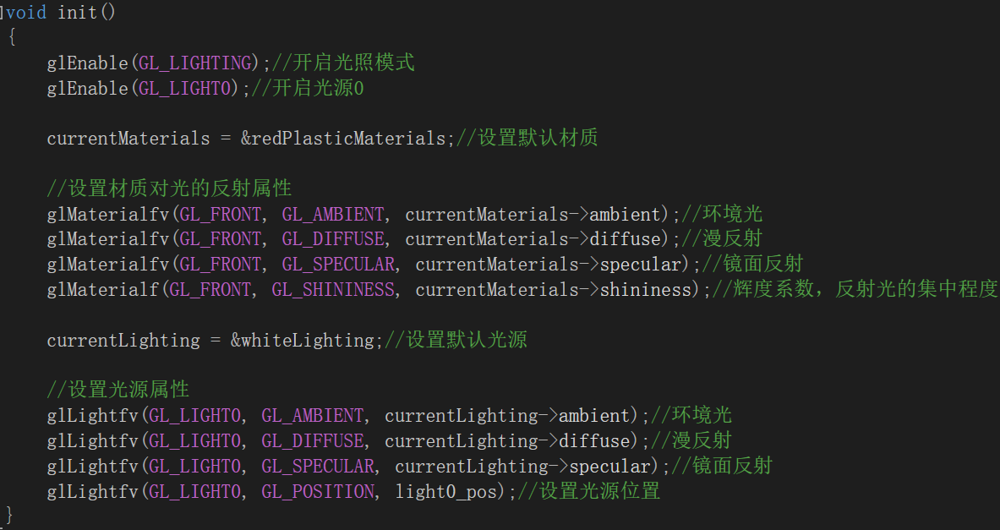 void init()
{
glEnable(GL_LIGHTING);//开启光照模式
glEnable(GL_LIGHT0);//开启光源0
currentMaterials = &redPlasticMaterials;//设置默认材质
//设置材质对光的反射属性
glMaterialfv(GL_FRONT, GL_AMBIENT, currentMaterials->ambient);//环境光
glMaterialfv(GL_FRONT, GL_DIFFUSE, currentMaterials->diffuse);//漫反射
glMaterialfv(GL_FRONT, GL_SPECULAR, currentMaterials->specular);//镜面反射
glMaterialf(GL_FRONT, GL_SHININESS, currentMaterials->shininess);//辉度系数，反射光的集中程度
currentLighting = &whiteLighting;//设置默认光源
//设置光源属性
glLightfv(GL_LIGHT0, GL_AMBIENT, currentLighting->ambient);//环境光
glLightfv(GL_LIGHT0, GL_DIFFUSE, currentLighting->diffuse);//漫反射
glLightfv(GL_LIGHT0, GL_SPECULAR, currentLighting->specular);//镜面反射
glLightfv(GL_LIGHT0, GL_POSITION, light0_pos);//设置光源位置
}